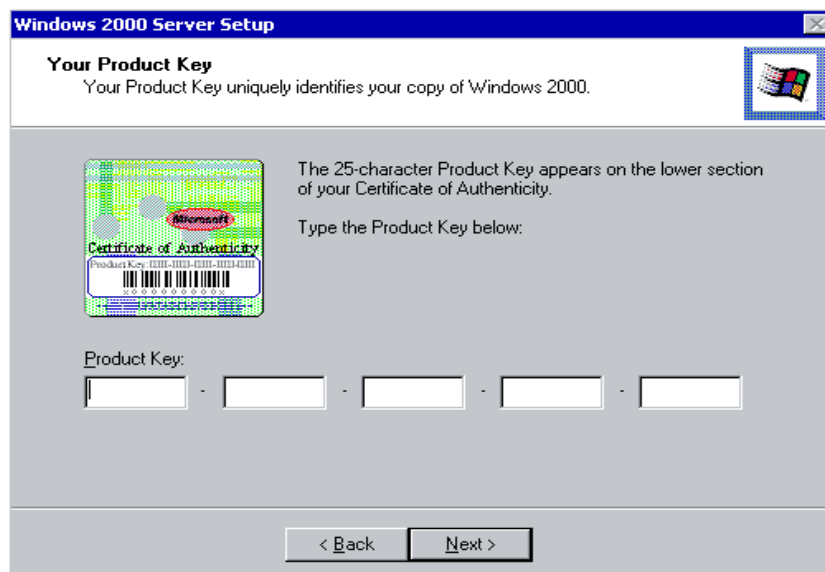 Windows 2000 Server Setup
Your Product Key
Your Product Key uniquely identifies your copy of Windows 2000.
The 25-character Product Key appears on the lower section
of your Certificate of Authenticity.
Type the Product Key below:
Microsoft
Certificate of Authenticity
Product Key:
Product Key:
- - - -
< Back Next >